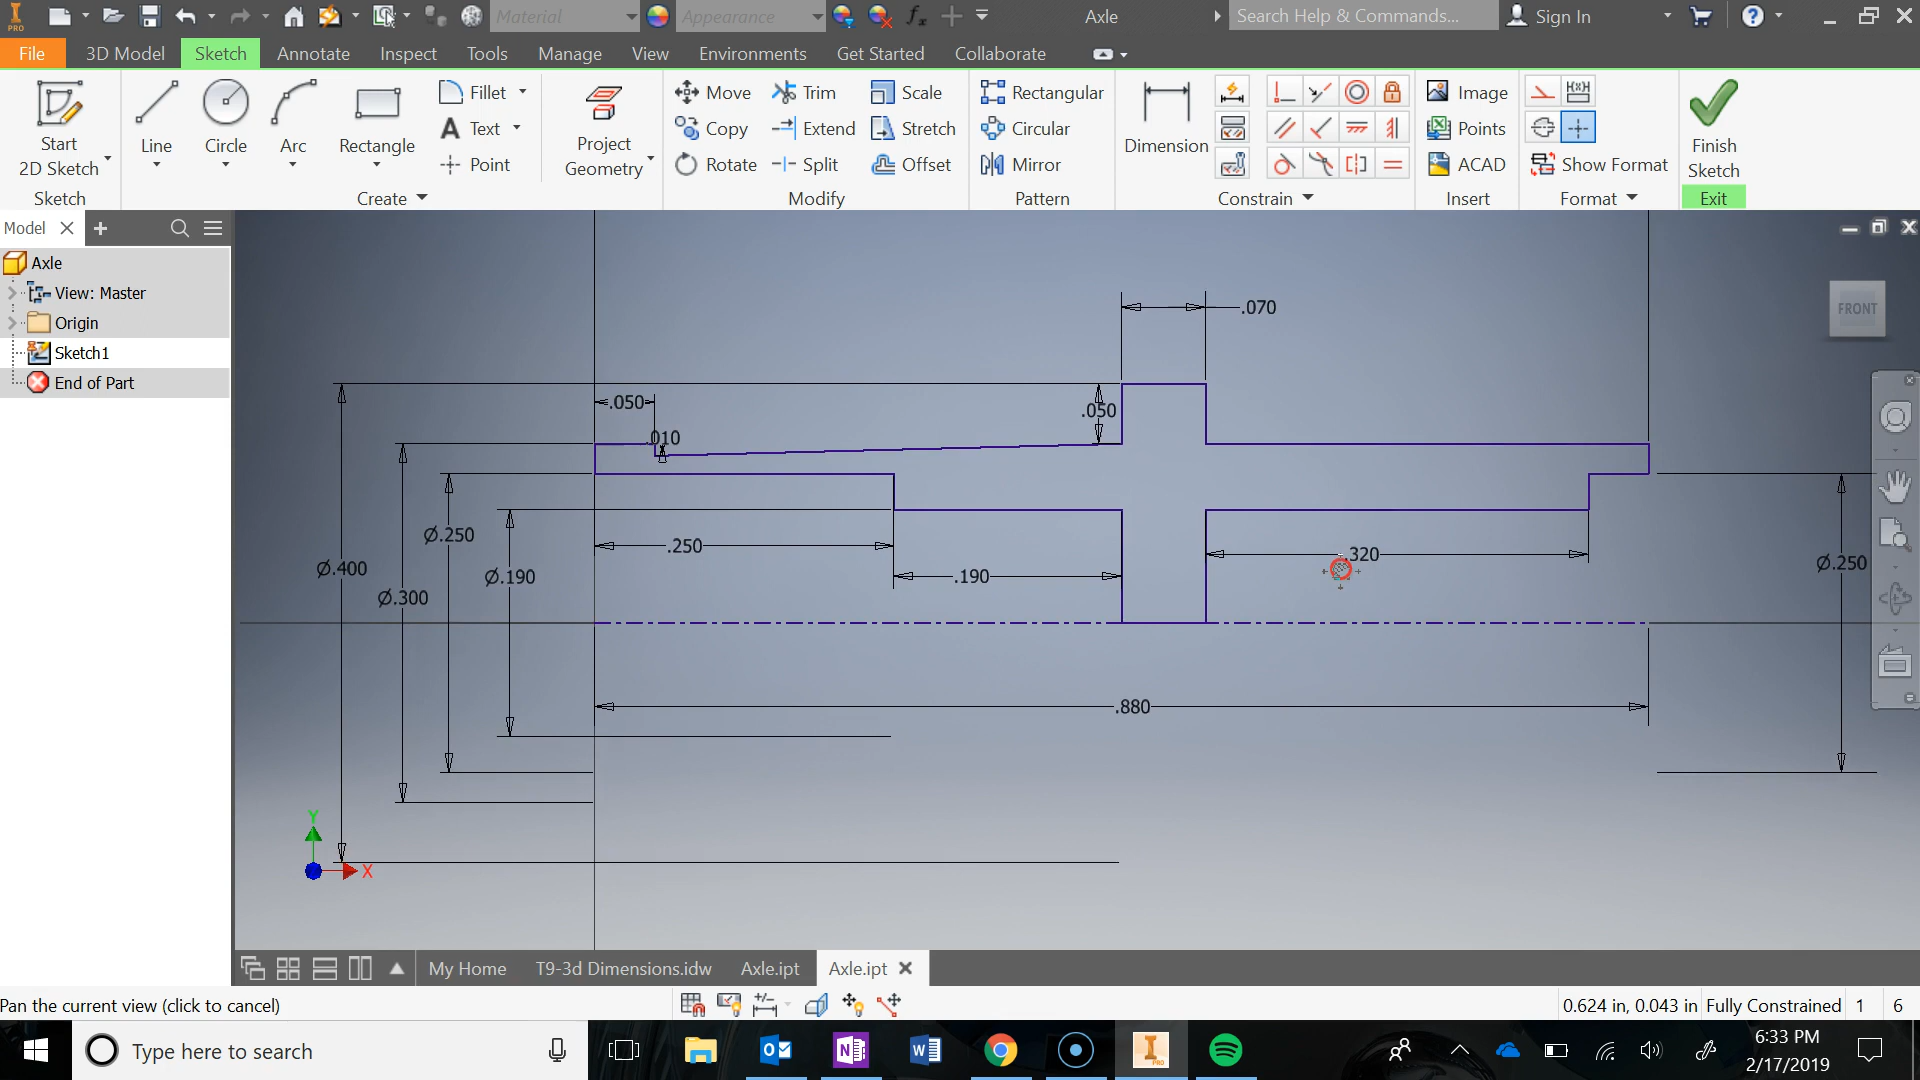 PRO
Material
Appearance
Axle
Search Help & Commands...
Sign In
File
3D Model
Sketch
Annotate
Inspect
Tools
Manage
View
Environments
Get Started
Collaborate
Start
2D Sketch
Line
Circle
Arc
Rectangle
Fillet
Text
Point
Project
Geometry
Move
Copy
Rotate
Trim
Extend
Split
Scale
Stretch
Offset
Rectangular
Circular
Mirror
Dimension
Image
Points
ACAD
Show Format
Finish
Sketch
Sketch
Create
Modify
Pattern
Constrain
Insert
Format
Exit
Model
Axle
View: Master
Origin
Sketch1
End of Part
FRONT
.070
.050
.010
.050
Ø.400
Ø.300
Ø.250
Ø.190
.250
.190
.320
Ø.250
.880
Y
X
My Home
T9-3d Dimensions.idw
Axle.ipt
Axle.ipt
Pan the current view (click to cancel)
0.624 in, 0.043 in
Fully Constrained
1
6
Type here to search
6:33 PM
2/17/2019